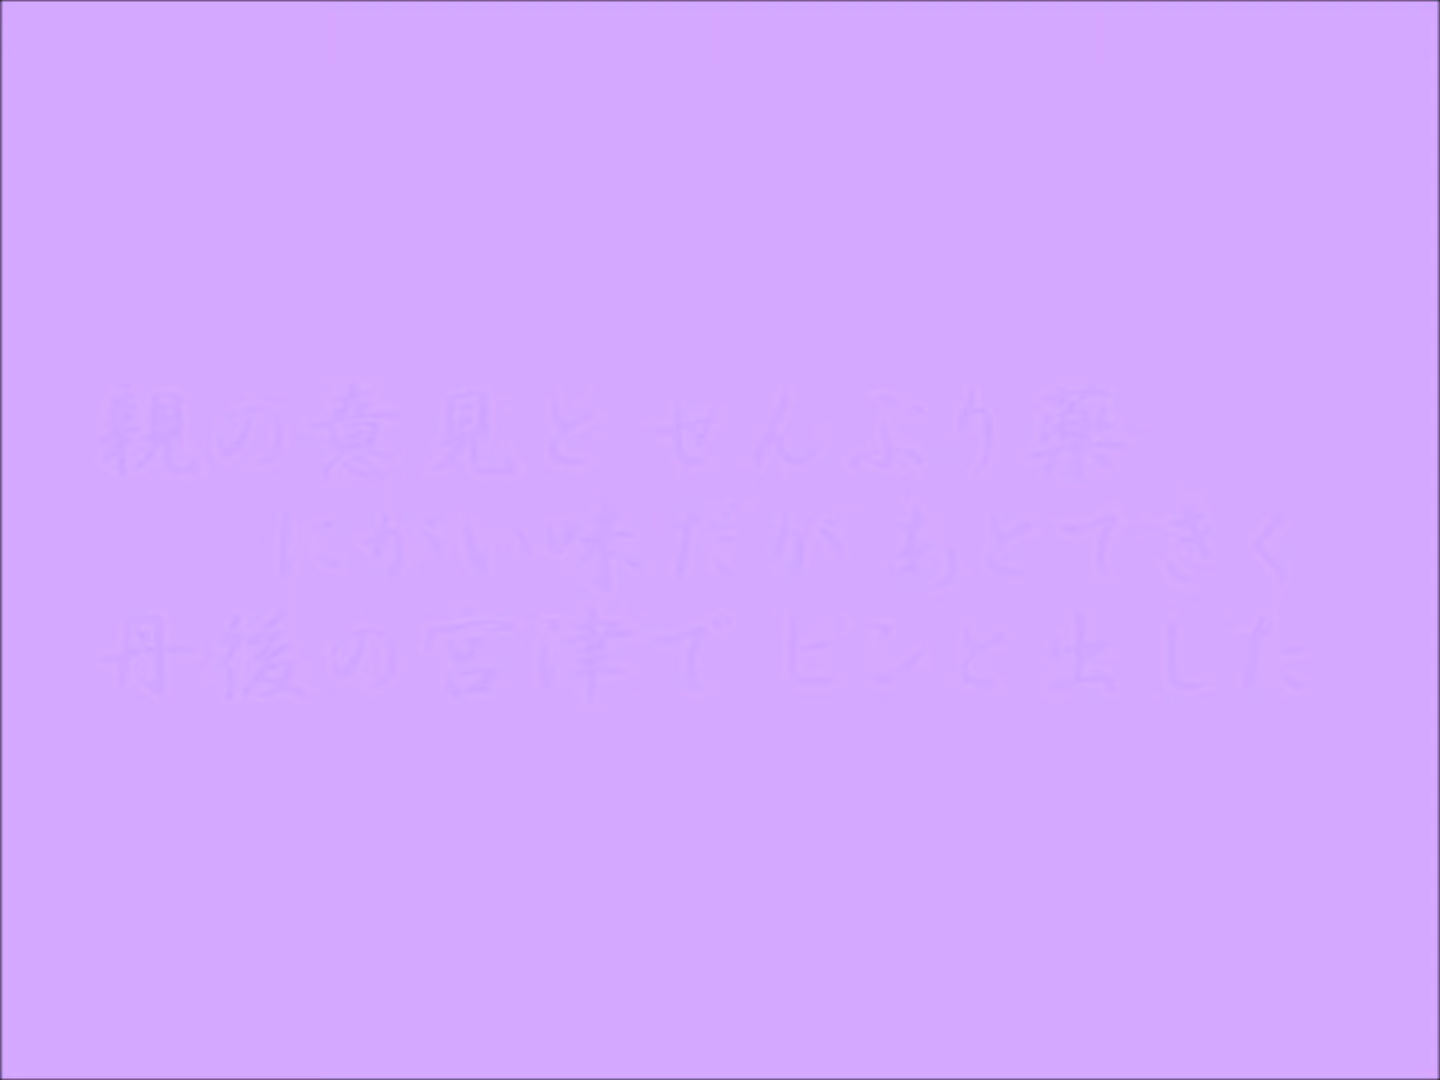 親の意見と せんぶり薬
にがい味だが あとできく
丹後の宮津で ピンと出した